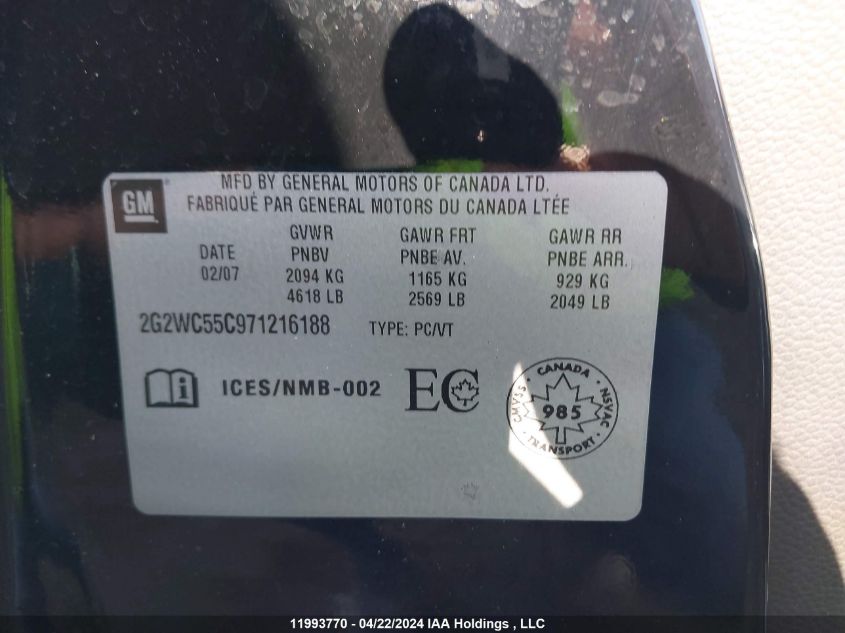 GM
MFD BY GENERAL MOTORS OF CANADA LTD.
FABRIQUÉ PAR GENERAL MOTORS DU CANADA LTÉE
GVWR GAWR FRT GAWR RR
DATE PNBV PNBE AV. PNBE ARR.
02/07 2094 KG 1165 KG 929 KG
4618 LB 2569 LB 2049 LB
2G2WC55C971216188 TYPE: PC/VT
i ICES/NMB-002 EC
CANADA
CMVSS 985 NSVAC
TRANSPORT
11993770 - 04/22/2024 IAA Holdings , LLC